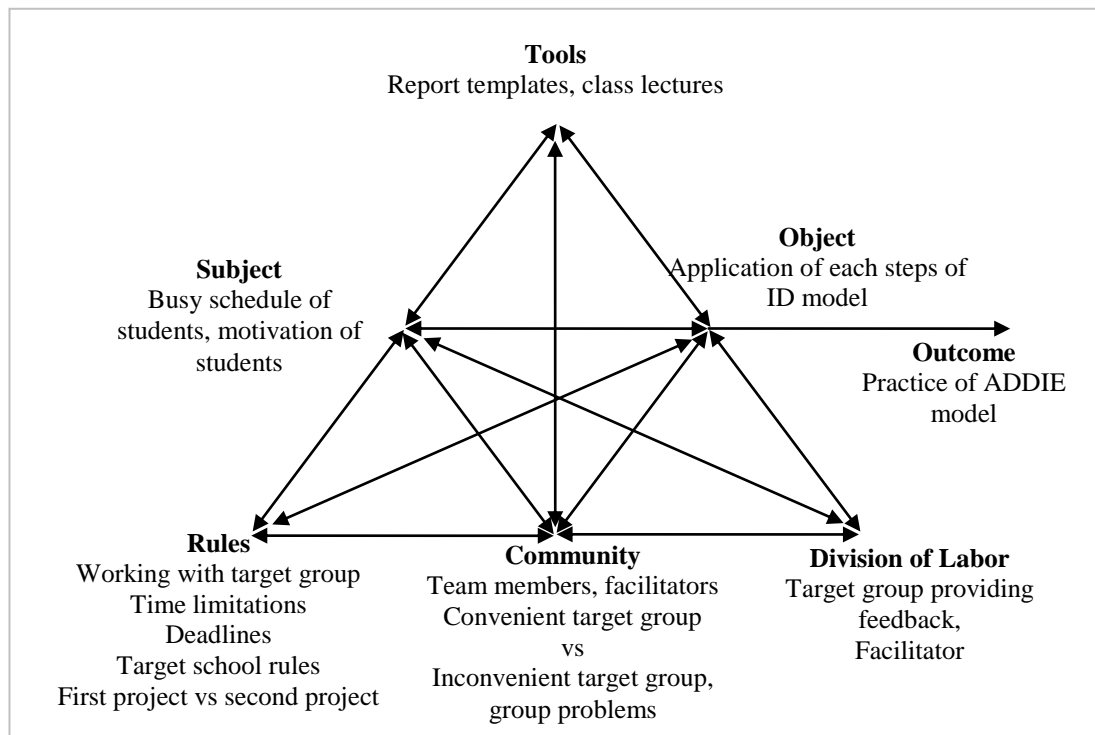 Tools
Report templates, class lectures
Object
Application of each steps of
ID model
Subject
Busy schedule of
students, motivation of
students
Outcome
Practice of ADDIE
model
Rules
Working with target group
Time limitations
Deadlines
Target school rules
First project vs second project
Community
Team members, facilitators
Convenient target group
vs
Inconvenient target group,
group problems
Division of Labor
Target group providing
feedback,
Facilitator